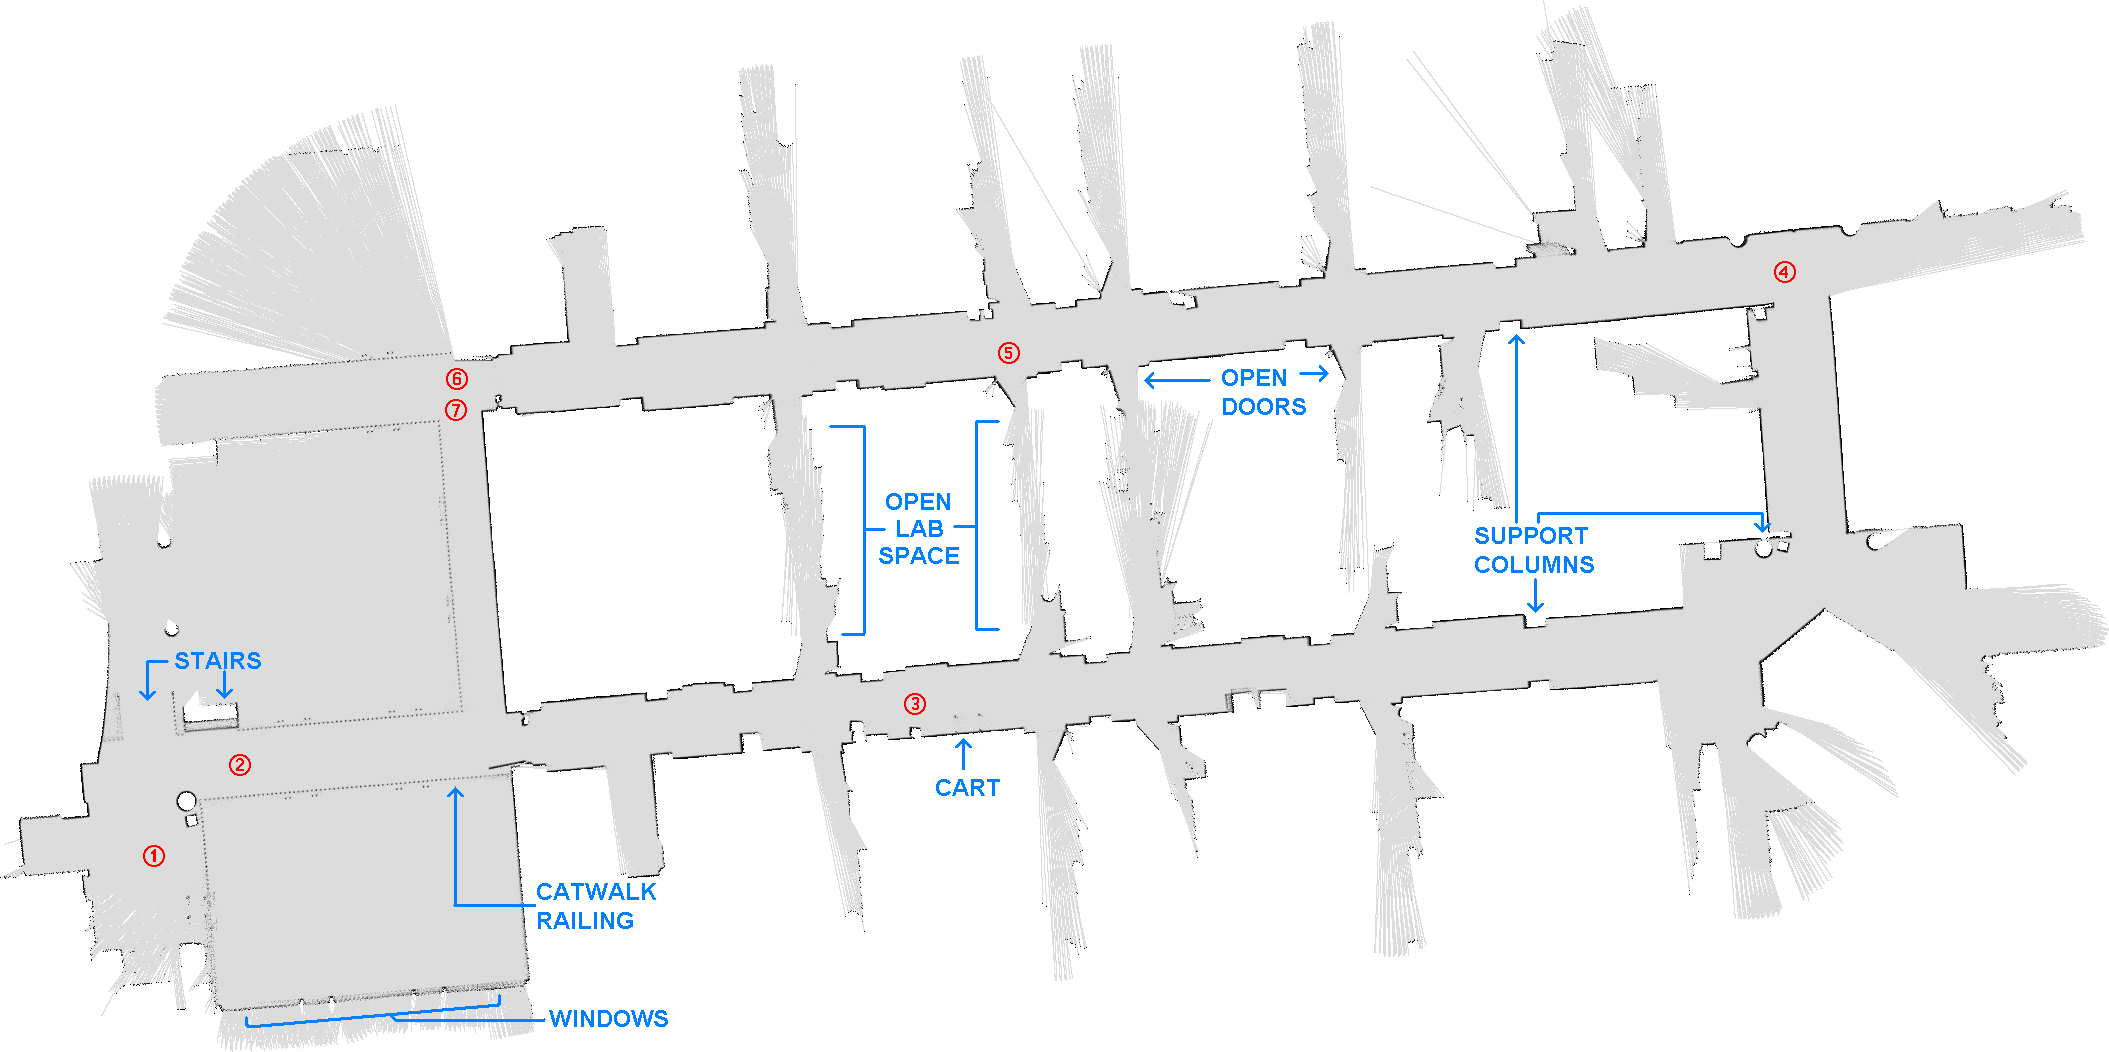 4
5
6
7
OPEN
DOORS
OPEN
LAB
SPACE
SUPPORT
COLUMNS
STAIRS
3
2
CART
1
CATWALK
RAILING
WINDOWS